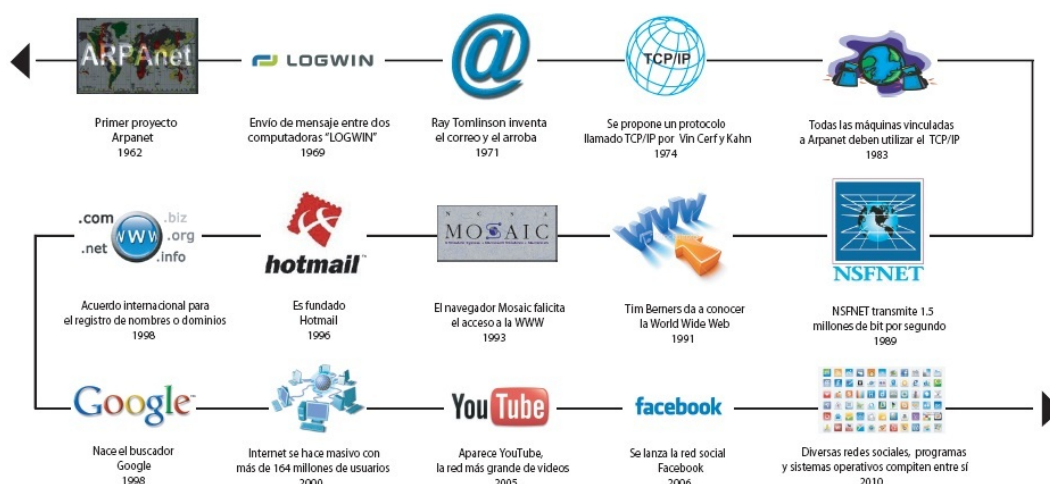 ARPAnet
Primer proyecto
Arpanet
1962
LOGWIN
Envío de mensaje entre dos
computadoras “LOGWIN”
1969
@
Ray Tomlinson inventa
el correo y el arroba
1971
TCP/IP
Se propone un protocolo
llamado TCP/IP por Vin Cerf y Kahn
1974
Todas las máquinas vinculadas
a Arpanet deben utilizar el TCP/IP
1983
NSFNET
NSFNET transmite 1.5
millones de bit por segundo
1989
WWW
Tim Berners da a conocer
la World Wide Web
1991
N C S A
MOSAIC
El navegador Mosaic falicita
el acceso a la WWW
1993
hotmail™
Es fundado
Hotmail
1996
.com
.biz
.net
www
.org
.info
Acuerdo internacional para
el registro de nombres o dominios
1998
Google™
Nace el buscador
Google
1998
Internet se hace masivo con
más de 164 millones de usuarios
2000
YouTube
Aparece YouTube,
la red más grande de videos
2005
facebook
Se lanza la red social
Facebook
2006
Diversas redes sociales, programas
y sistemas operativos compiten entre sí
2010